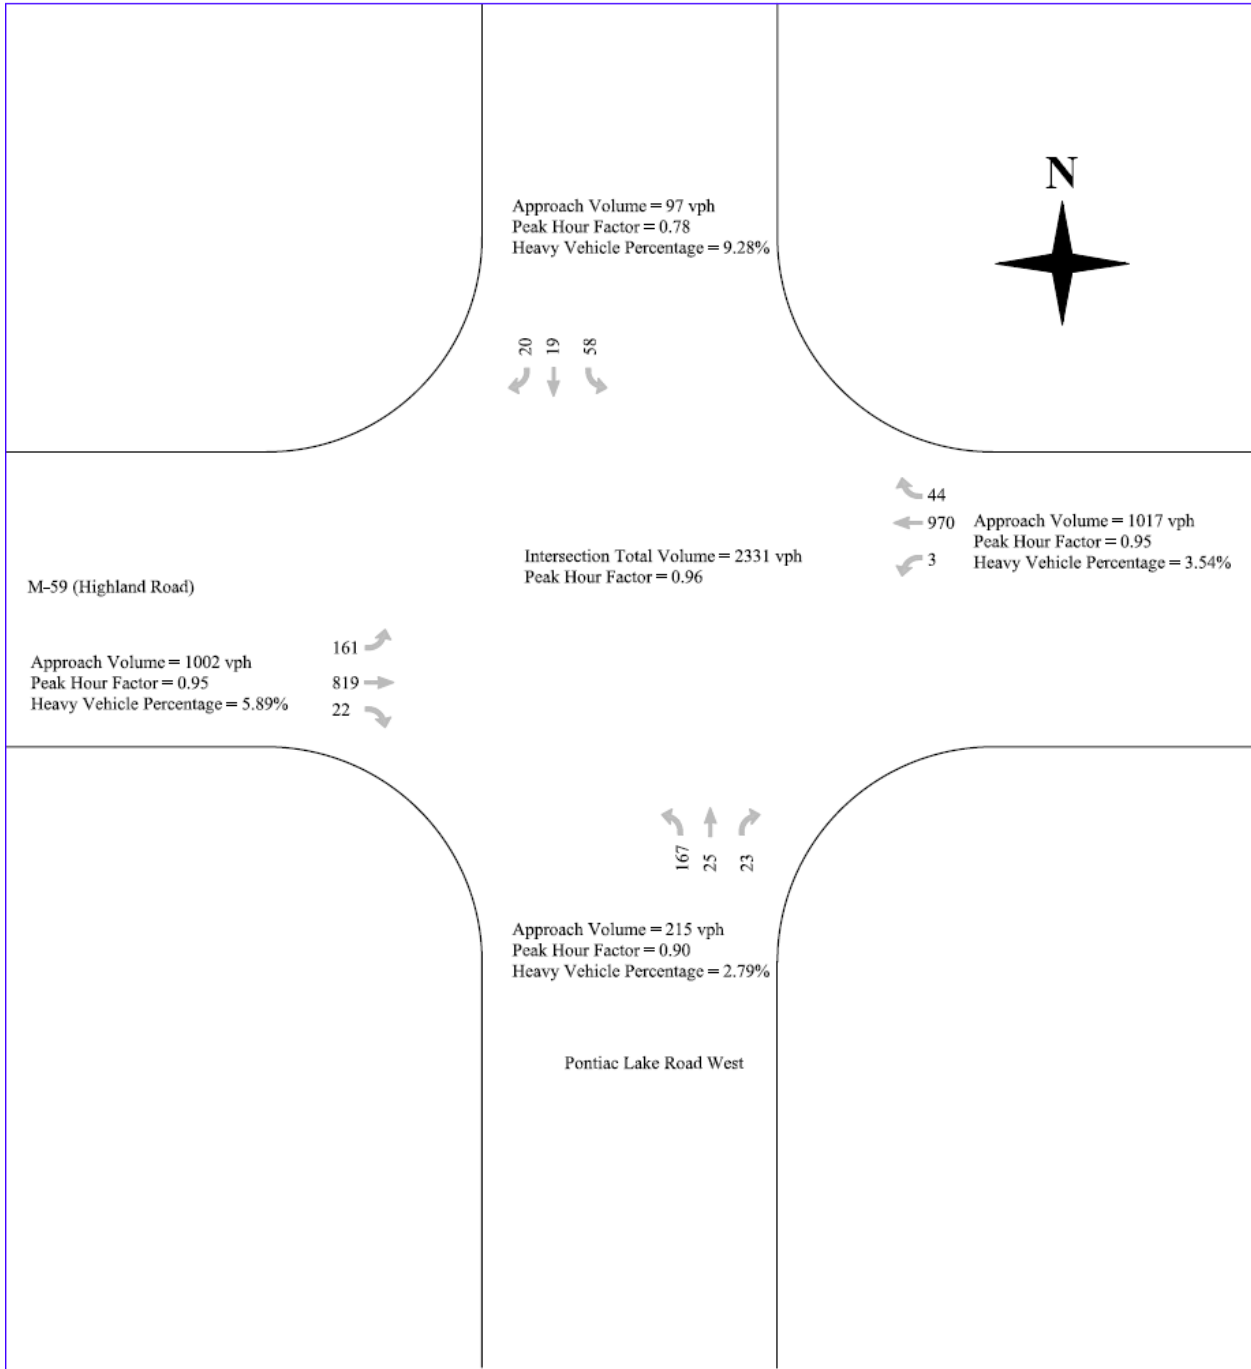 N
Approach Volume = 97 vph
Peak Hour Factor = 0.78
Heavy Vehicle Percentage = 9.28%
20
19
58
44
970
3
Approach Volume = 1017 vph
Peak Hour Factor = 0.95
Heavy Vehicle Percentage = 3.54%
Intersection Total Volume = 2331 vph
Peak Hour Factor = 0.96
M–59 (Highland Road)
Approach Volume = 1002 vph
Peak Hour Factor = 0.95
Heavy Vehicle Percentage = 5.89%
161
819
22
167
25
23
Approach Volume = 215 vph
Peak Hour Factor = 0.90
Heavy Vehicle Percentage = 2.79%
Pontiac Lake Road West